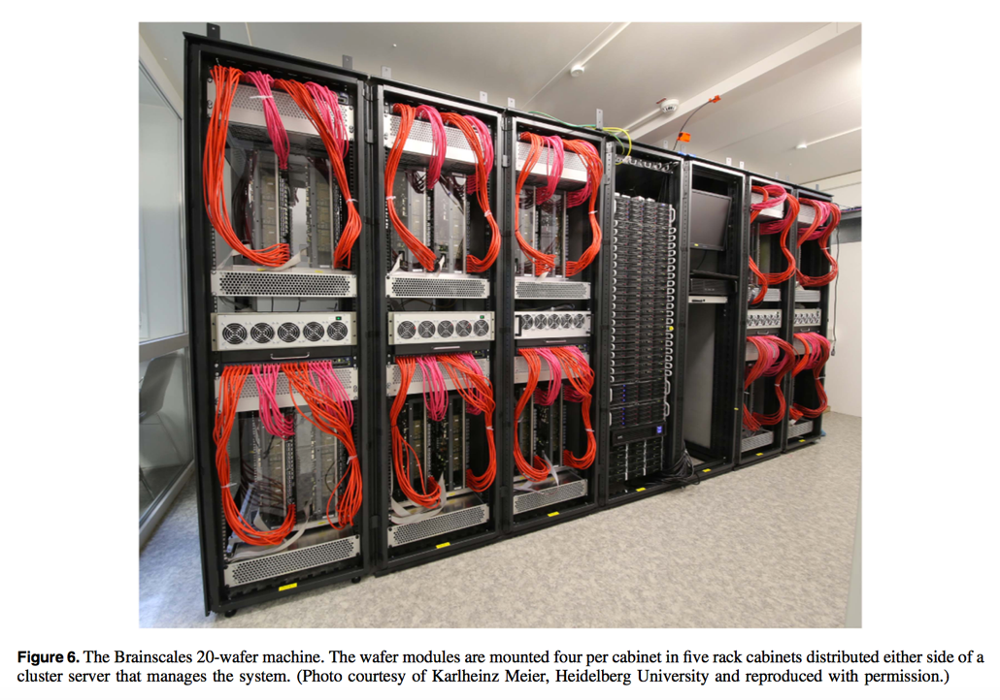 Figure 6. The Brainscales 20-wafer machine. The wafer modules are mounted four per cabinet in five rack cabinets distributed either side of a
cluster server that manages the system. (Photo courtesy of Karlheinz Meier, Heidelberg University and reproduced with permission.)